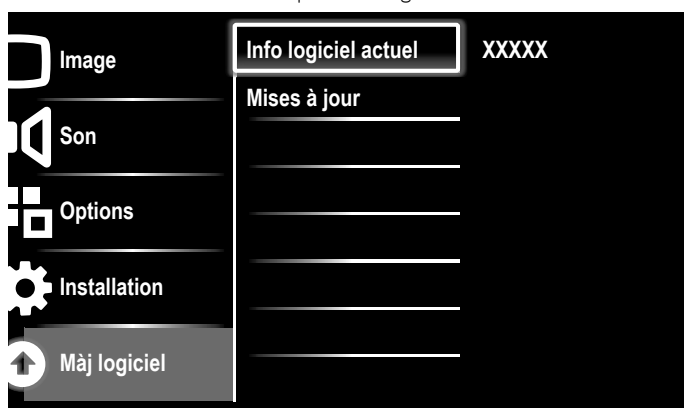 Image
Son
Options
Installation
Màj logiciel
Info logiciel actuel
Mises à jour
XXXXX